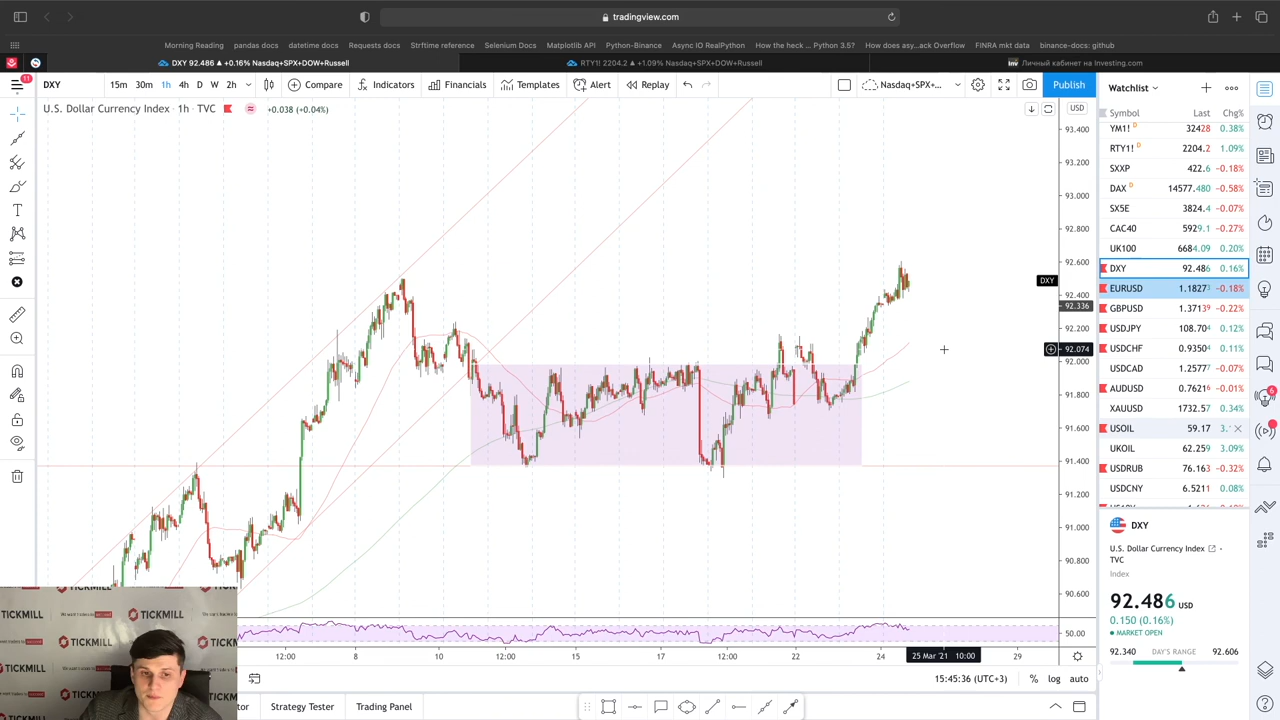 tradingview.com
Morning Reading pandas docs datetime docs Requests docs Strftime reference Selenium Docs Matplotlib API Python-Binance Async IO RealPython How the heck ... Python 3.5? How does asy...ack Overflow FINRA mkt data binance-docs: github
DXY 92.486 ▲ +0.16% Nasdaq+SPX+DOW+Russell RTY1! 2204.2 ▲ +1.09% Nasdaq+SPX+DOW+Russell Личный кабинет на Investing.com
11 DXY 15m 30m 1h 4h D W 2h Compare Indicators Financials Templates Alert Replay Nasdaq+SPX+... Publish Watchlist
U.S. Dollar Currency Index · 1h · TVC +0.038 (+0.04%) USD
Symbol Last Chg%
YM1! D 32428 0.38%
RTY1! D 2204.2 1.09%
SXXP 422.6 −0.18%
DAX D 14577.480 −0.58%
SX5E 3824.4 −0.07%
CAC40 5929.1 −0.27%
UK100 6684.09 0.20%
DXY 92.486 0.16%
EURUSD 1.1827 −0.18%
GBPUSD 1.37139 −0.22%
USDJPY 108.704 0.12%
USDCHF 0.9350 0.11%
USDCAD 1.2577 −0.07%
AUDUSD 0.7621 −0.01%
XAUUSD 1732.57 0.34%
USOIL 59.17 3.
UKOIL 62.259 3.09%
USDRUB 76.163 −0.32%
USDCNY 6.5211 0.08%
93.400
93.200
93.000
92.800
92.600
DXY
92.400
92.336
92.200
92.074
92.000
91.800
91.600
91.400
91.200
91.000
90.800
90.600
50.00
6
DXY
U.S. Dollar Currency Index · TVC
Index
92.486 USD
0.150 (0.16%)
MARKET OPEN
92.340 DAY'S RANGE 92.606
12:00 8 10 12:00 15 17 12:00 22 24 25 Mar '21 10:00 29
15:45:36 (UTC+3) % log auto
tor Strategy Tester Trading Panel
TICKMILL
TICKMILL
TICKMILL